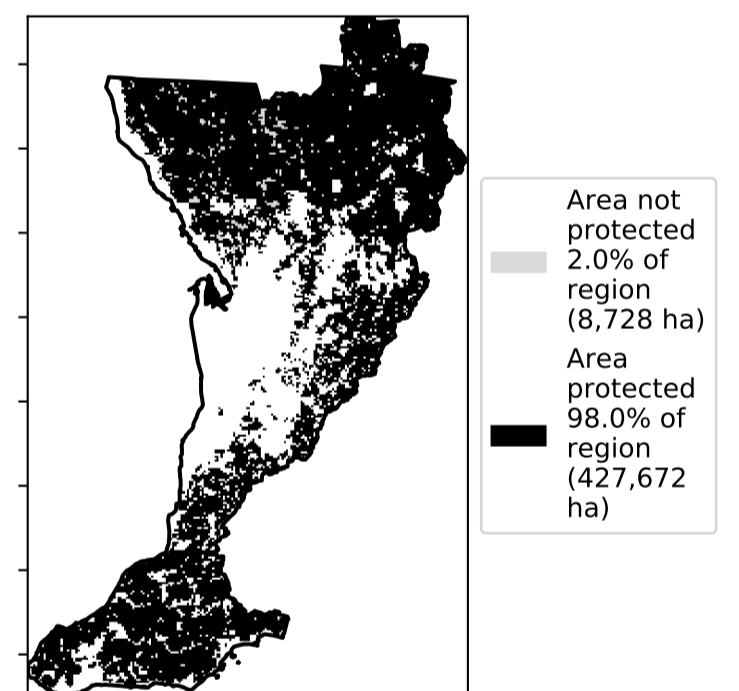 Area not
protected
2.0% of
region
(8,728 ha)
Area
protected
98.0% of
region
(427,672
ha)